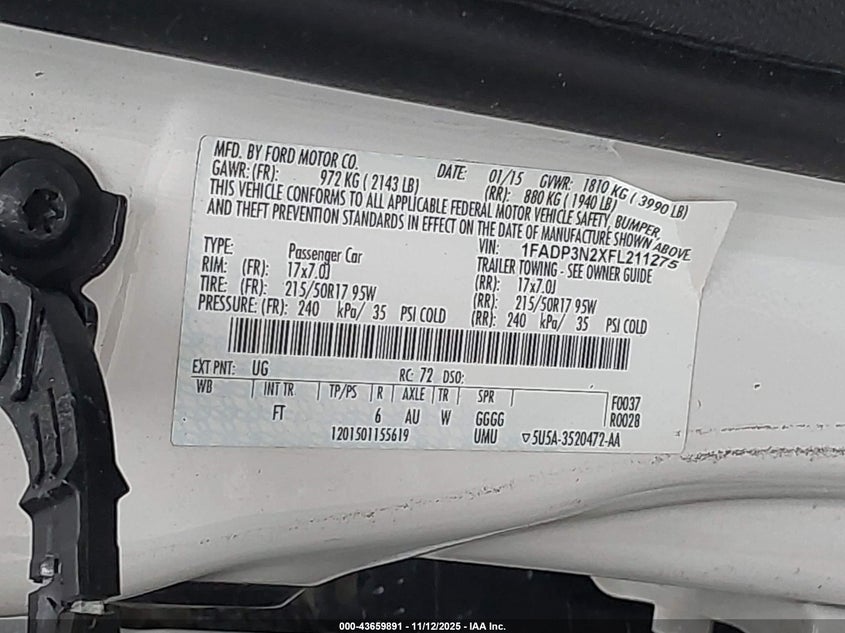 MFD. BY FORD MOTOR CO. DATE: 01/15 GVWR: 1810 KG ( 3990 LB)
GAWR: (FR): 972 KG ( 2143 LB) (RR): 880 KG ( 1940 LB)
THIS VEHICLE CONFORMS TO ALL APPLICABLE FEDERAL MOTOR VEHICLE SAFETY, BUMPER,
AND THEFT PREVENTION STANDARDS IN EFFECT ON THE DATE OF MANUFACTURE SHOWN ABOVE
VIN: 1FADP3N2XFL211275
TYPE: Passenger Car TRAILER TOWING - SEE OWNER GUIDE
RIM: (FR): 17x7.0J (RR): 17x7.0J
TIRE: (FR): 215/50R17 95W (RR): 215/50R17 95W
PRESSURE: (FR): 240 kPa/ 35 PSI COLD (RR): 240 kPa/ 35 PSI COLD
EXT PNT: UG RC: 72 DSO:
WB INT TR TP/PS R AXLE TR SPR F0037
FT 6 AU W GGGG R0028
1201501155619 UMU ▽5U5A-3520472-AA
000-43659891 - 11/12/2025 - IAA Inc.